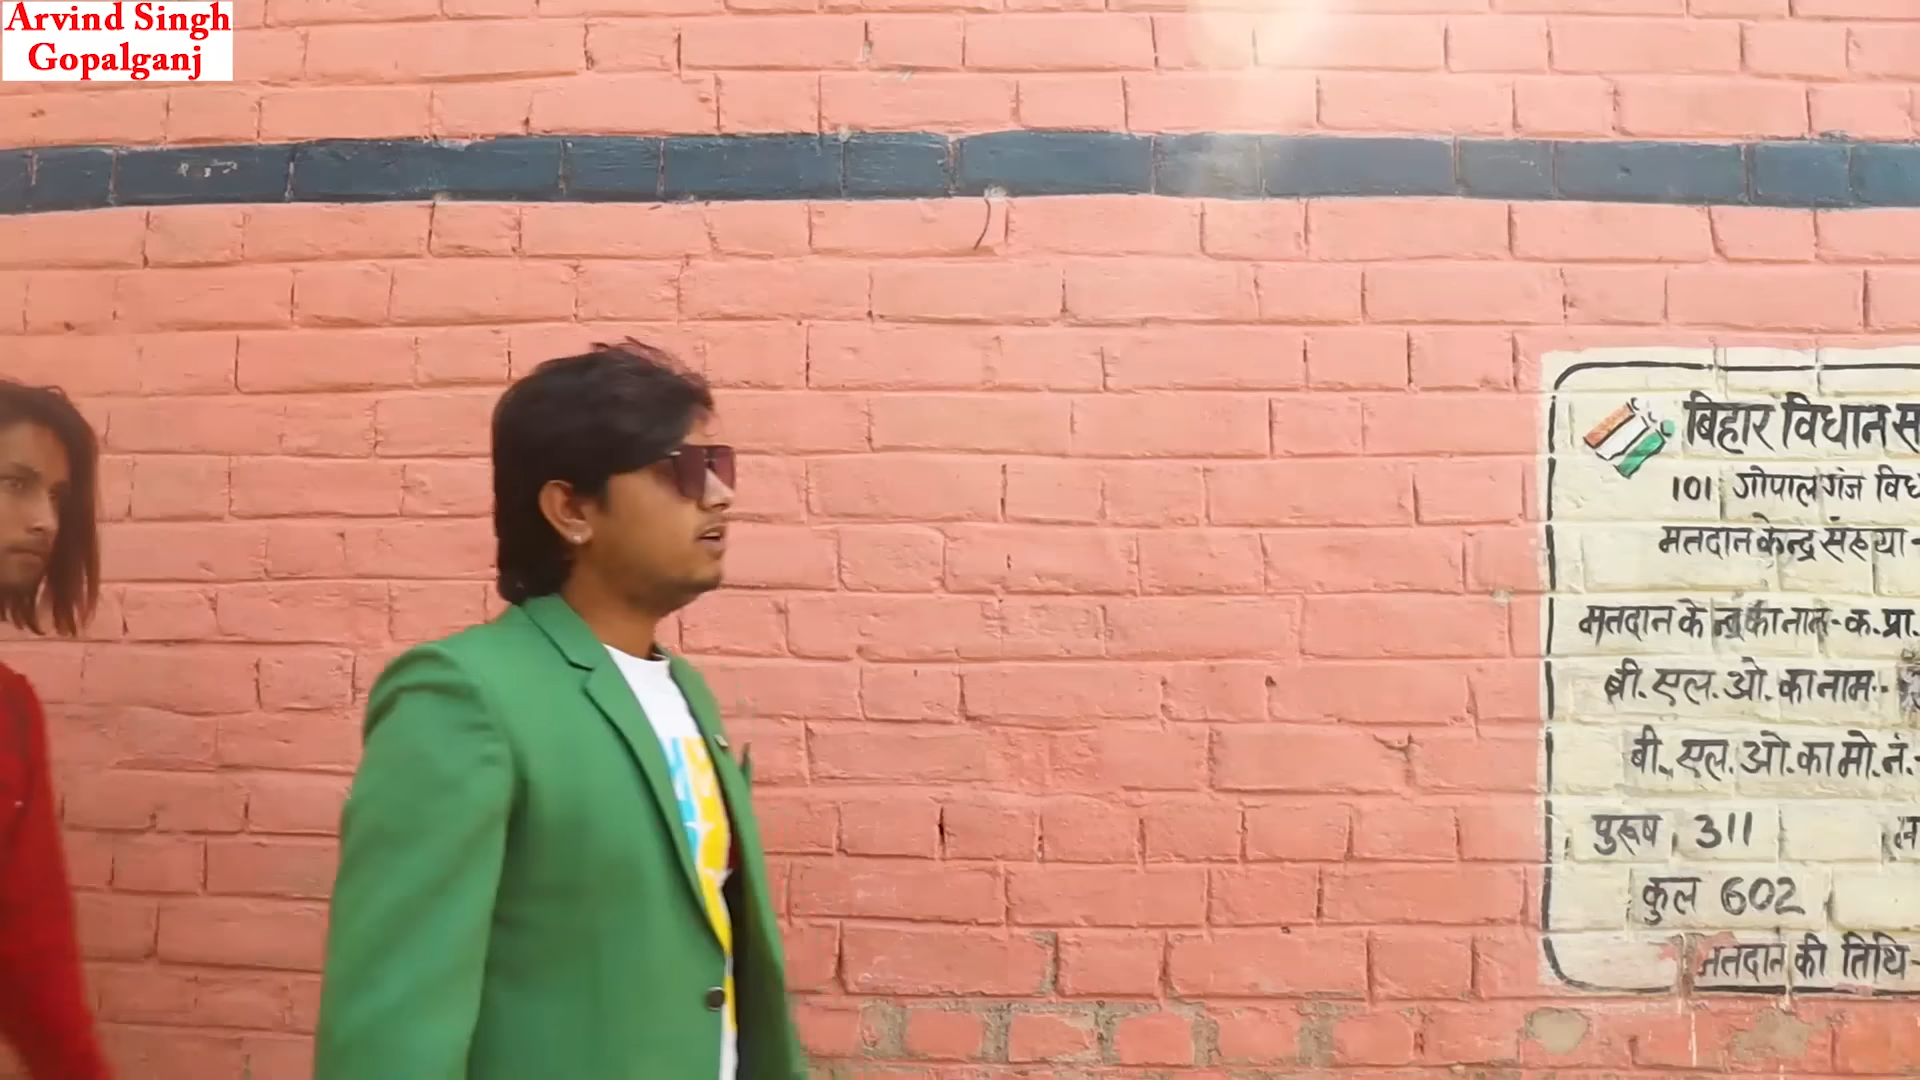 Arvind Singh
Gopalganj
बिहार विधान स
101 गोपालगंज विध
मतदान केन्द्र संख्या-
मतदान के का नाम-क.प्रा.
बी.एल.ओ. का नाम-
बी.एल.ओ. का मो.नं.-
पुरूष 311
कुल 602
मतदान की तिथि-